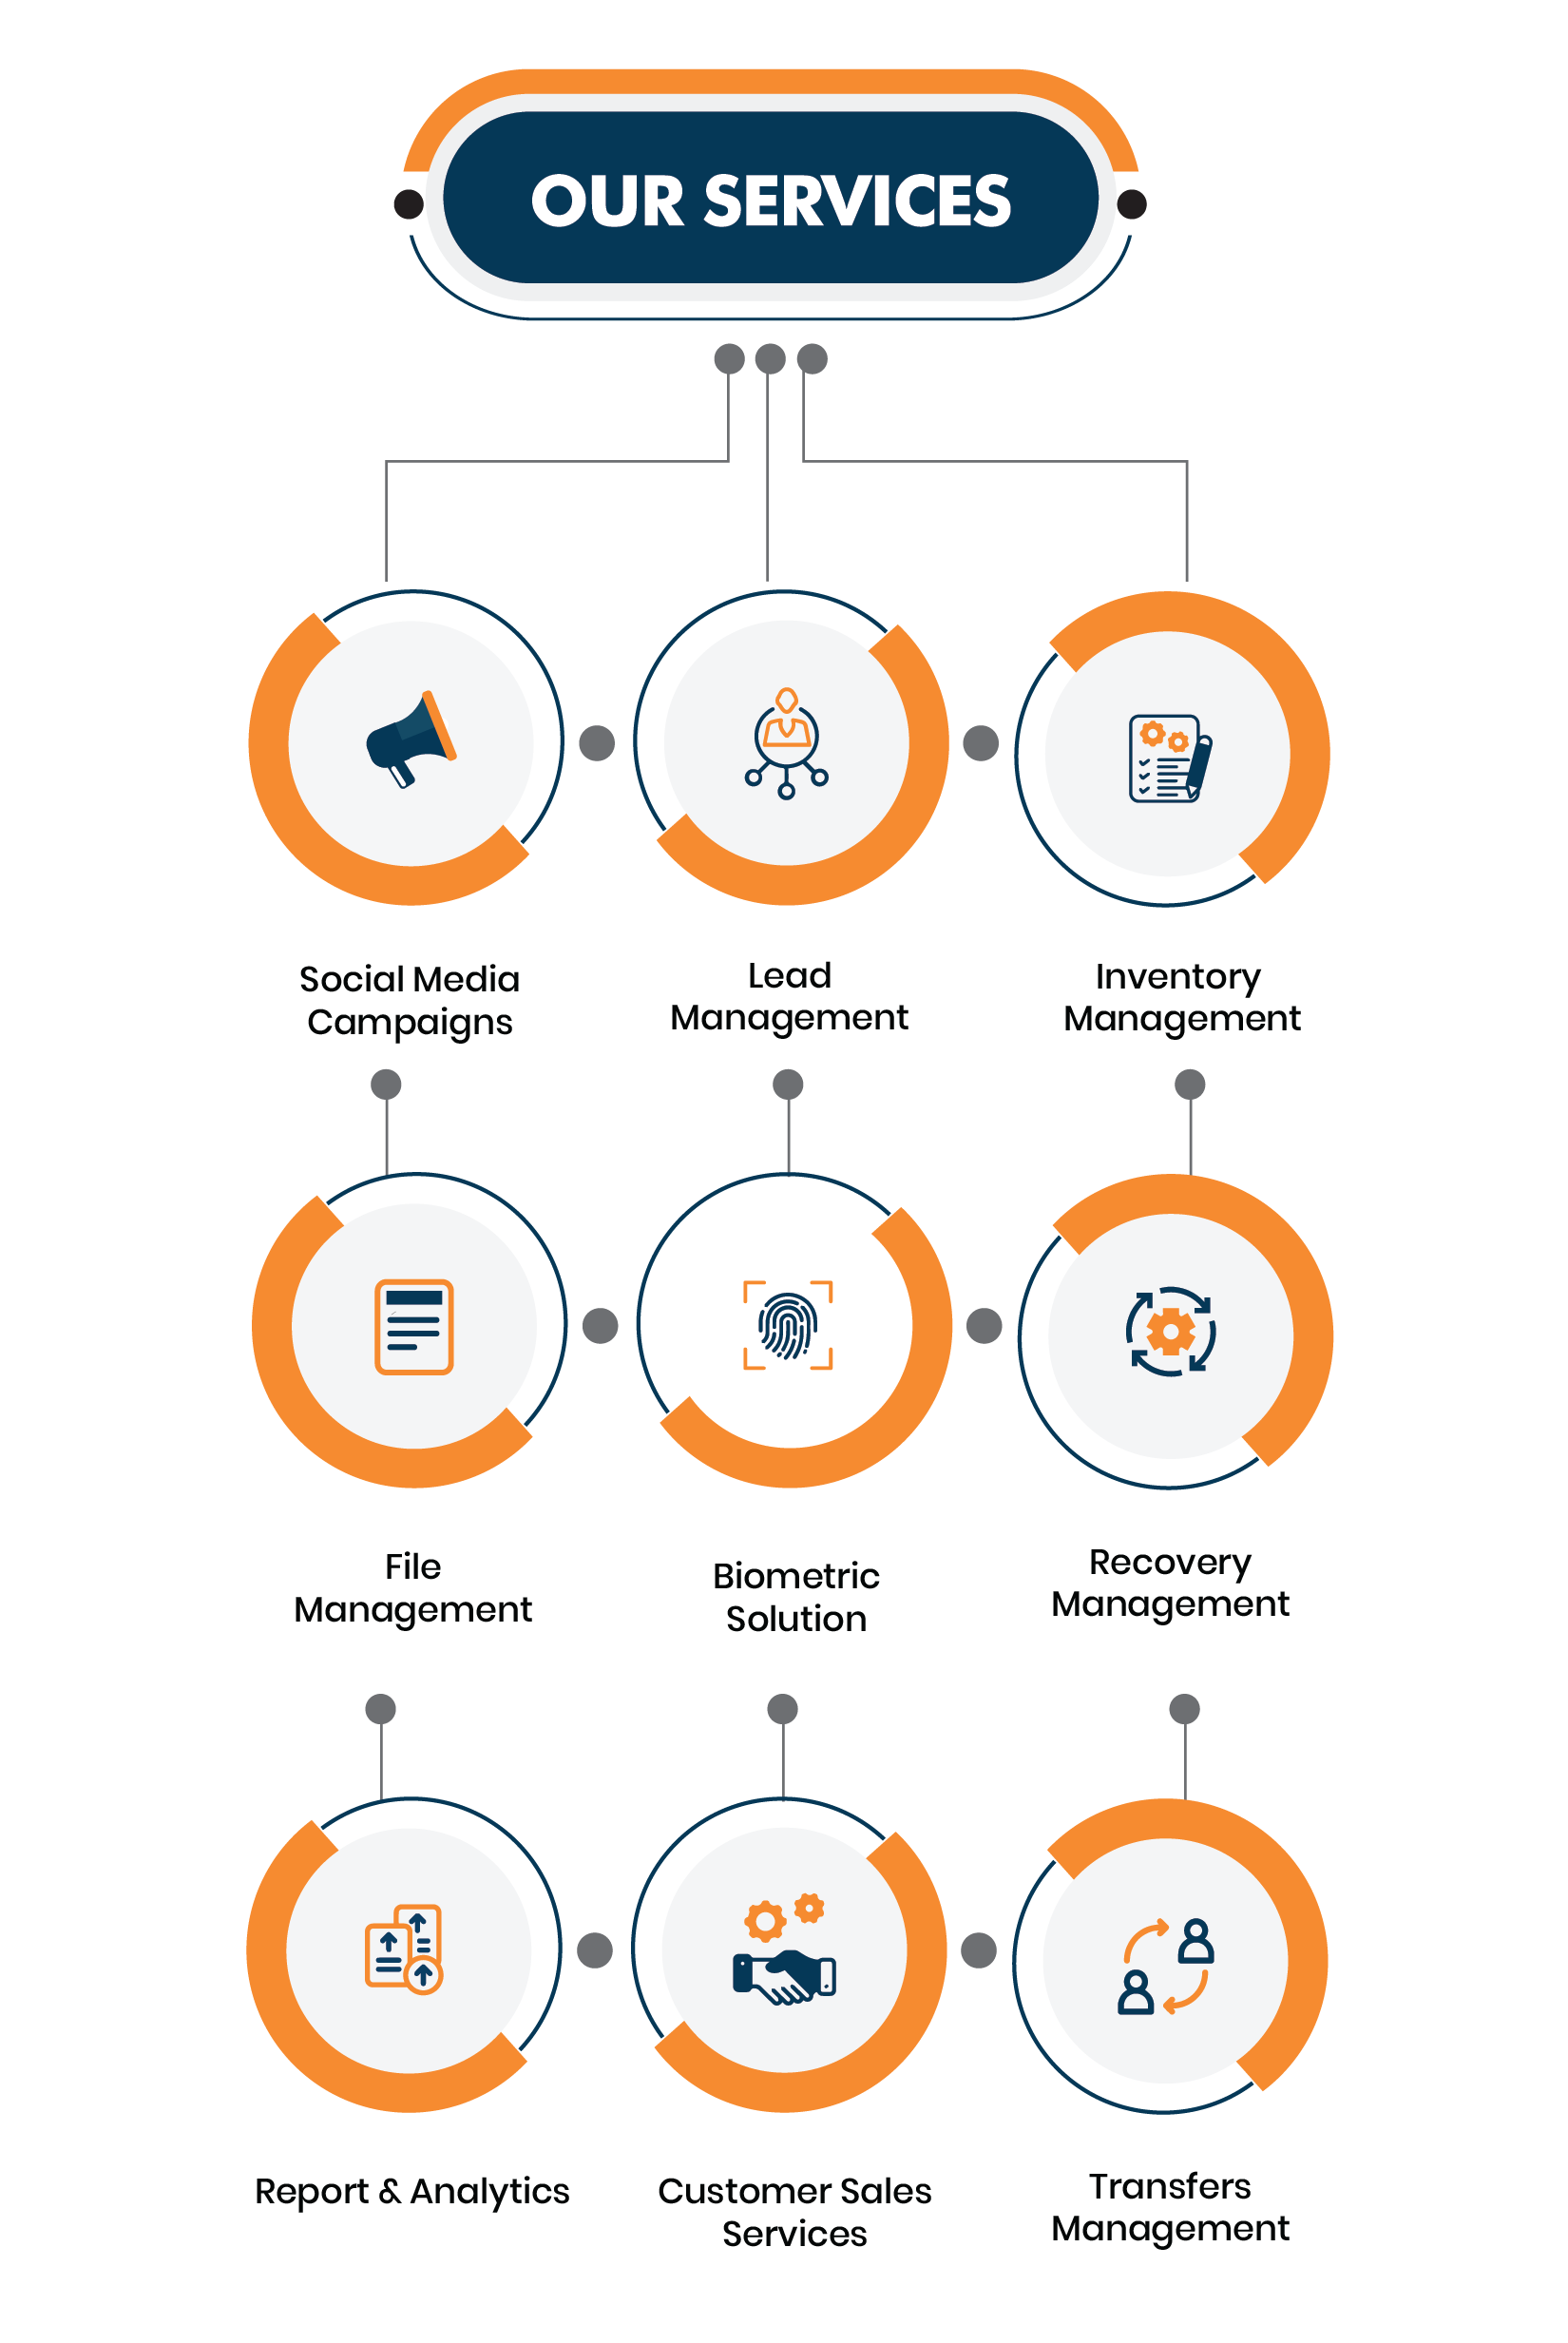 OUR SERVICES
Social Media
Campaigns
Lead
Management
Inventory
Management
File
Management
Biometric
Solution
Recovery
Management
Report & Analytics
Customer Sales
Services
Transfers
Management